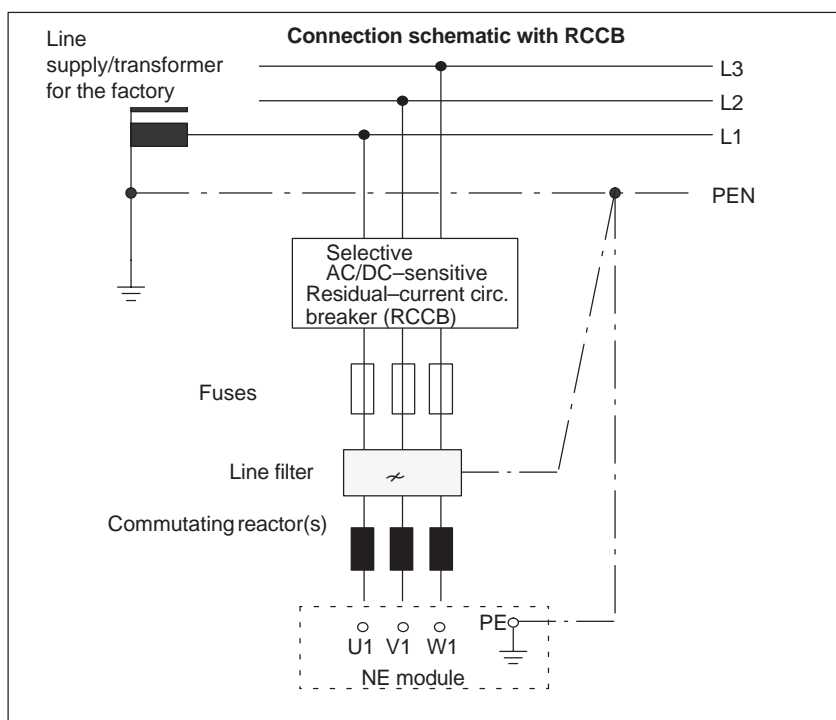 Line
supply/transformer
for the factory
Connection schematic with RCCB
L3
L2
L1
PEN
Selective
AC/DC–sensitive
Residual–current circ.
breaker (RCCB)
Fuses
Line filter
Commutating reactor(s)
PE
U1 V1 W1
NE module